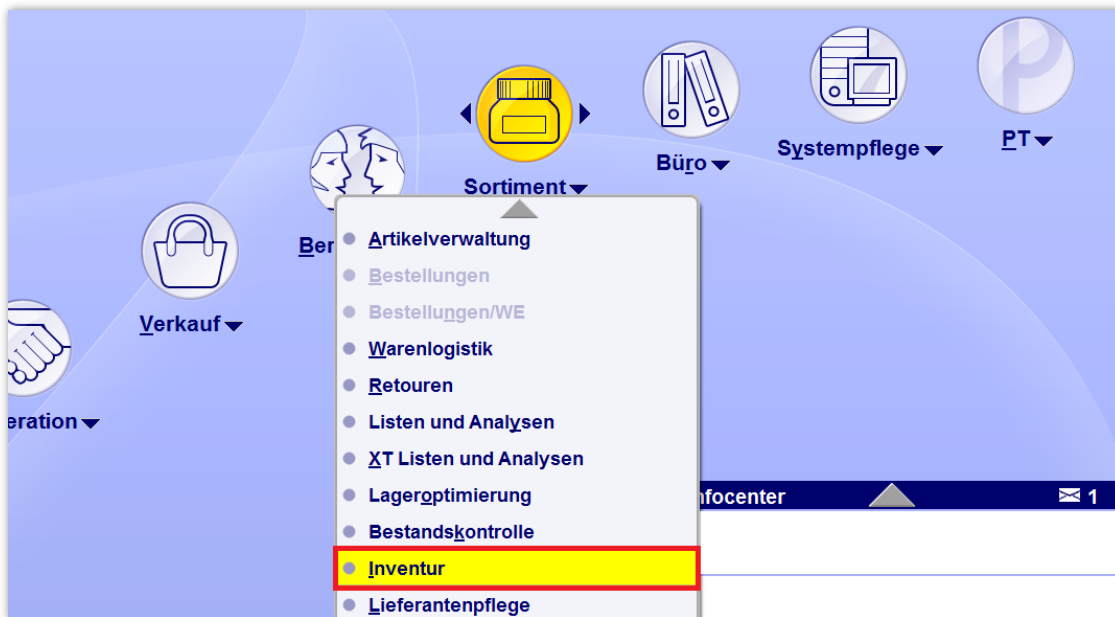 PT
Systempflege
Büro
Sortiment
Verkauf
Ber
eration
Artikelverwaltung
Bestellungen
Bestellungen/WE
Warenlogistik
Retouren
Listen und Analysen
XT Listen und Analysen
Lageroptimierung
Bestandskontrolle
Inventur
Lieferantenpflege
nfocenter
1